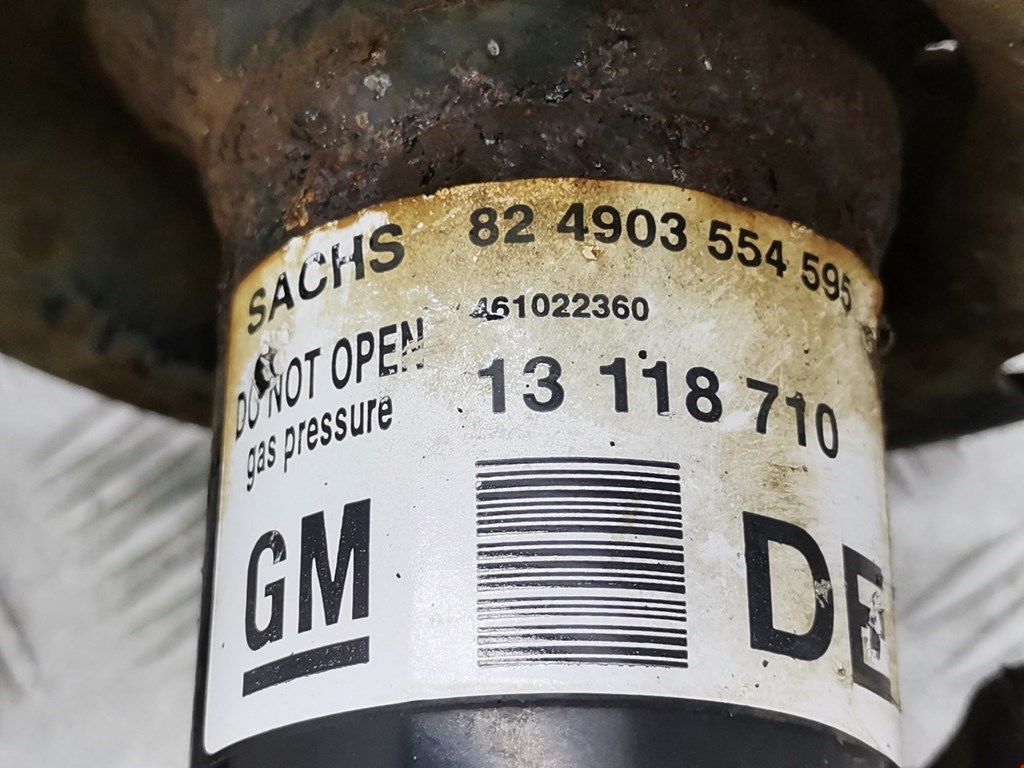 SACHS 82 4903 554 595
461022360
DO NOT OPEN
gas pressure
13 118 710
GM
DE